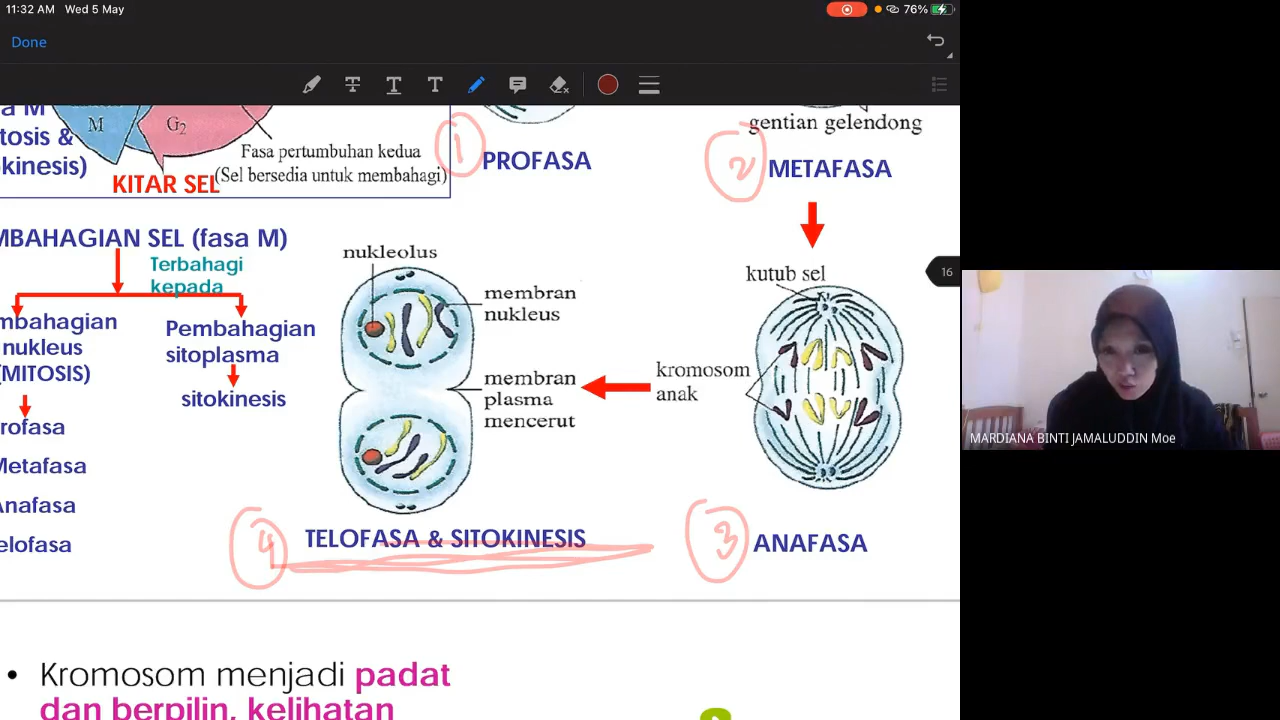 11:32 AM Wed 5 May
76%
Done
a M
tosis &
okinesis)
M
G2
Fasa pertumbuhan kedua
(Sel bersedia untuk membahagi)
KITAR SEL
1
PROFASA
gentian gelendong
2
METAFASA
MBAHAGIAN SEL (fasa M)
Terbahagi
kepada
mbahagian
nukleus
(MITOSIS)
rofasa
Metafasa
Anafasa
elofasa
Pembahagian
sitoplasma
sitokinesis
nukleolus
membran
nukleus
membran
plasma
mencerut
4
TELOFASA & SITOKINESIS
kutub sel
kromosom
anak
3
ANAFASA
16
• Kromosom menjadi padat
dan berpilin, kelihatan
MARDIANA BINTI JAMALUDDIN Moe